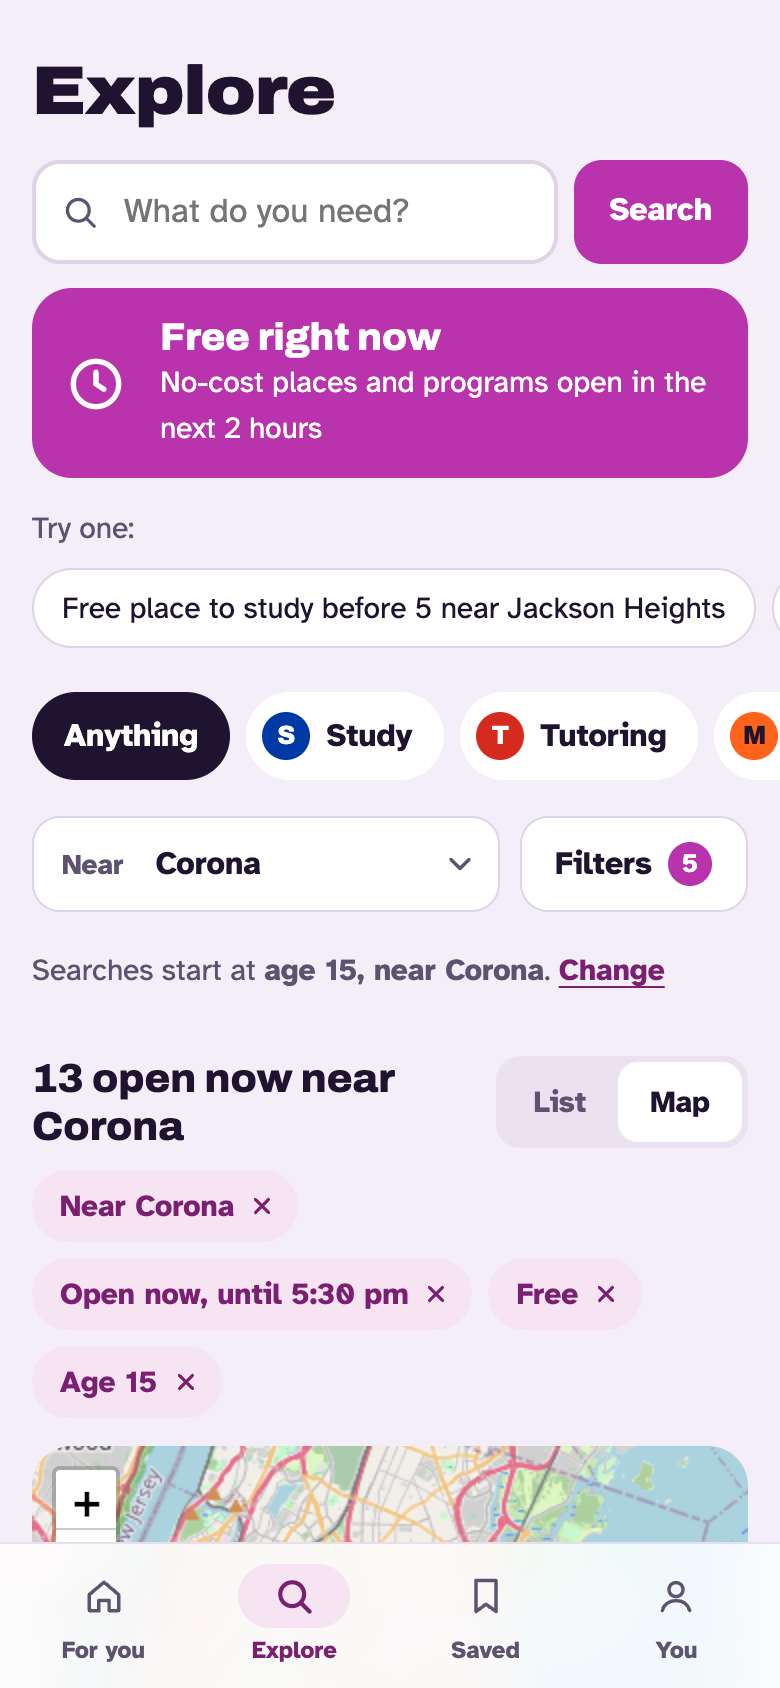 Explore
What do you need?
Search
Free right now
No-cost places and programs open in the
next 2 hours
Try one:
Free place to study before 5 near Jackson Heights
Anything
S Study
T Tutoring
M
Near Corona
Filters 5
Searches start at age 15, near Corona. Change
13 open now near
Corona
List
Map
Near Corona ×
Open now, until 5:30 pm ×
Free ×
Age 15 ×
+
For you
Explore
Saved
You